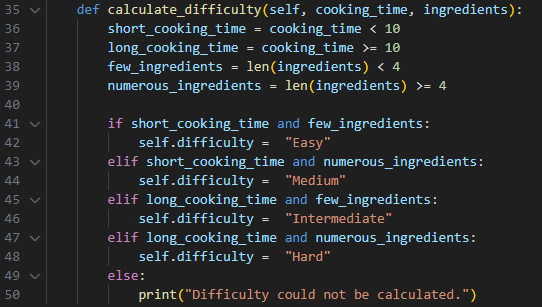 35 def calculate_difficulty(self, cooking_time, ingredients):
36 short_cooking_time = cooking_time < 10
37 long_cooking_time = cooking_time >= 10
38 few_ingredients = len(ingredients) < 4
39 numerous_ingredients = len(ingredients) >= 4
40
41 if short_cooking_time and few_ingredients:
42 self.difficulty =  "Easy"
43 elif short_cooking_time and numerous_ingredients:
44 self.difficulty =  "Medium"
45 elif long_cooking_time and few_ingredients:
46 self.difficulty =  "Intermediate"
47 elif long_cooking_time and numerous_ingredients:
48 self.difficulty =  "Hard"
49 else:
50 print("Difficulty could not be calculated.")